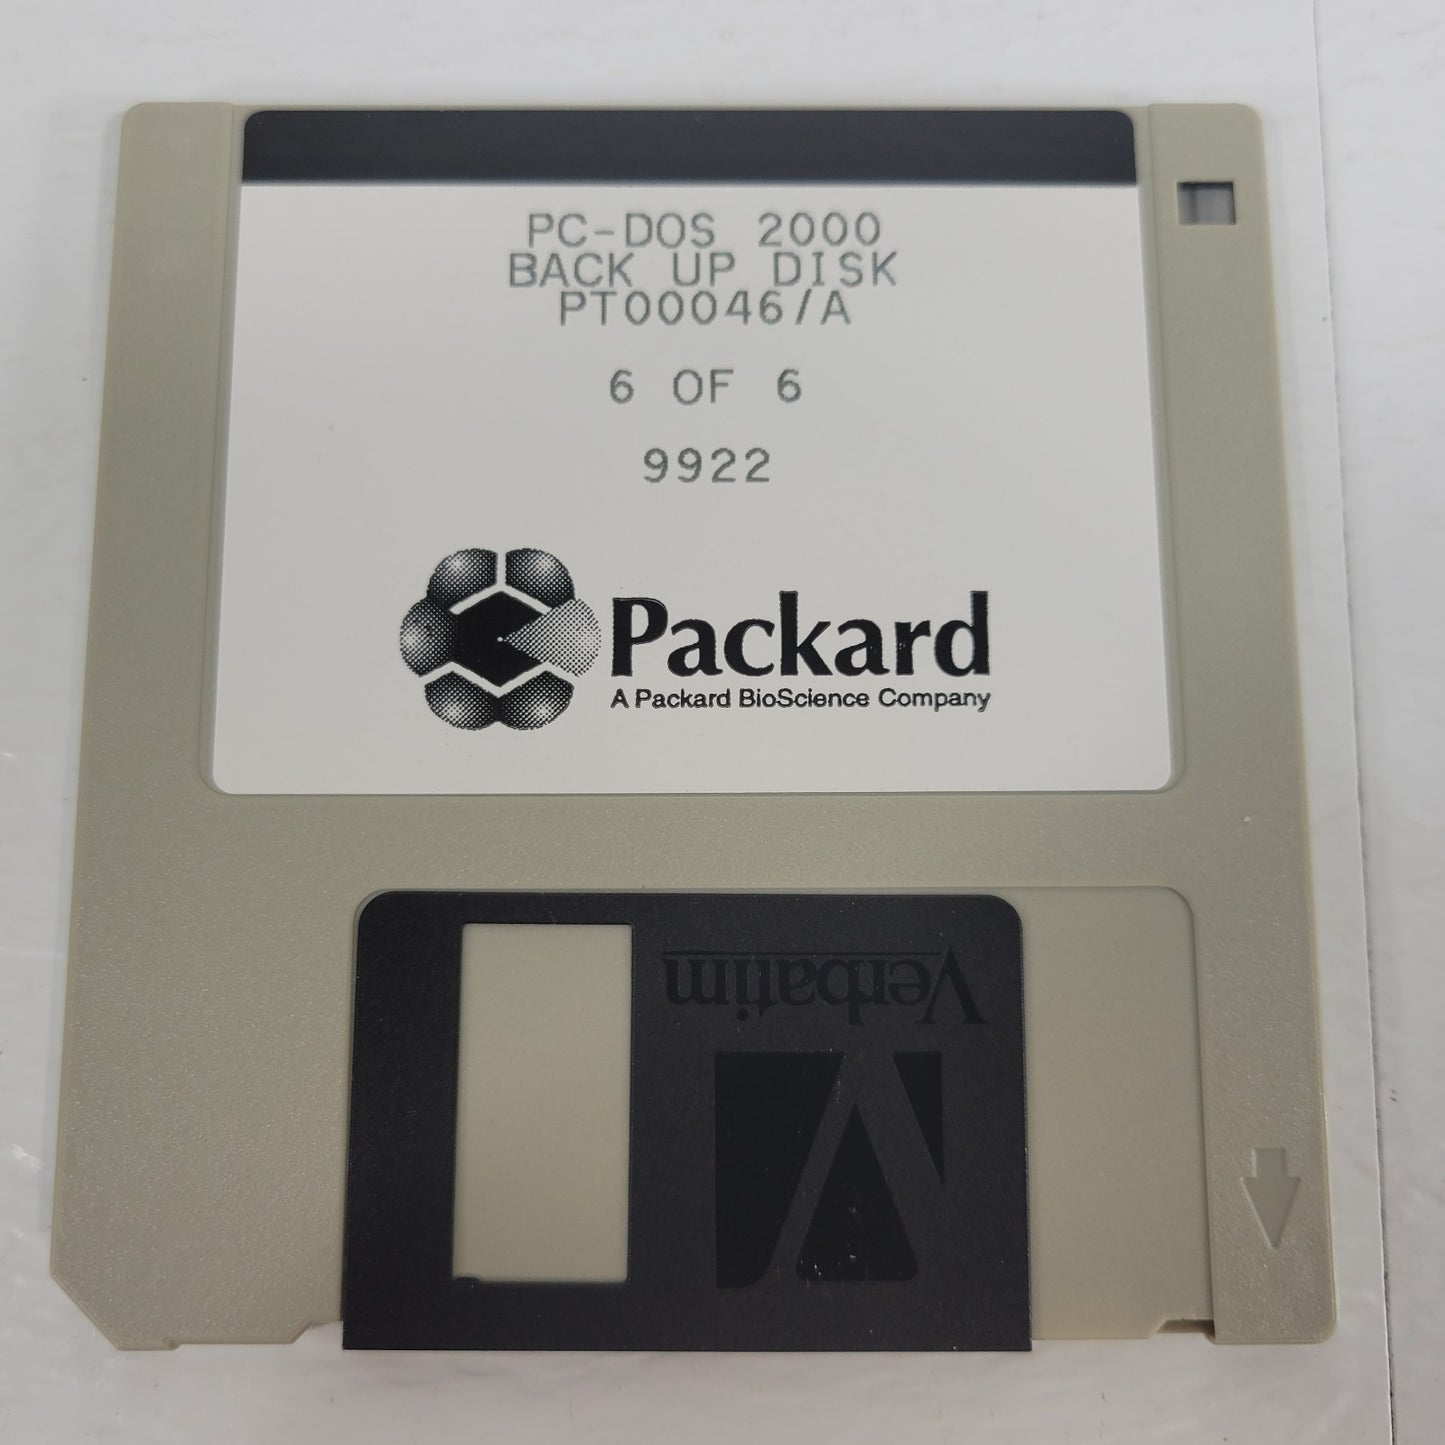 PC-DOS 2000
BACK UP DISK
PT00046/A
6 OF 6
9922
Packard
A Packard BioScience Company
Verbatim